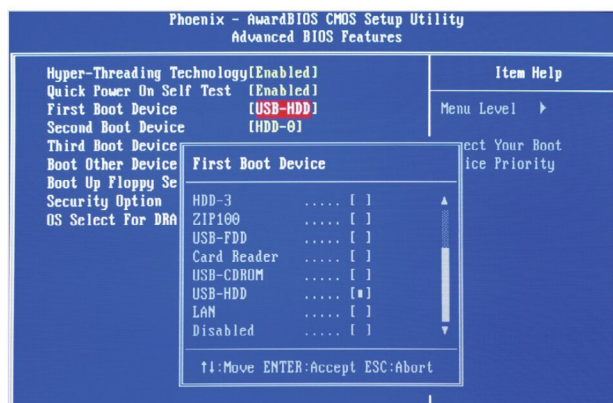 Phoenix - AwardBIOS CMOS Setup Utility
Advanced BIOS Features
Hyper-Threading Technology[Enabled]
Quick Power On Self Test [Enabled]
First Boot Device [USB-HDD]
Second Boot Device [HDD-0]
Third Boot Device
Boot Other Device
Boot Up Floppy Se
Security Option
OS Select For DRA
Item Help
Menu Level
ect Your Boot
ice Priority
First Boot Device
HDD-3 ..... [ ]
ZIP100 ..... [ ]
USB-FDD ..... [ ]
Card Reader ..... [ ]
USB-CDROM ..... [ ]
USB-HDD ..... [∎]
LAN ..... [ ]
Disabled ..... [ ]
↑↓:Move ENTER:Accept ESC:Abort